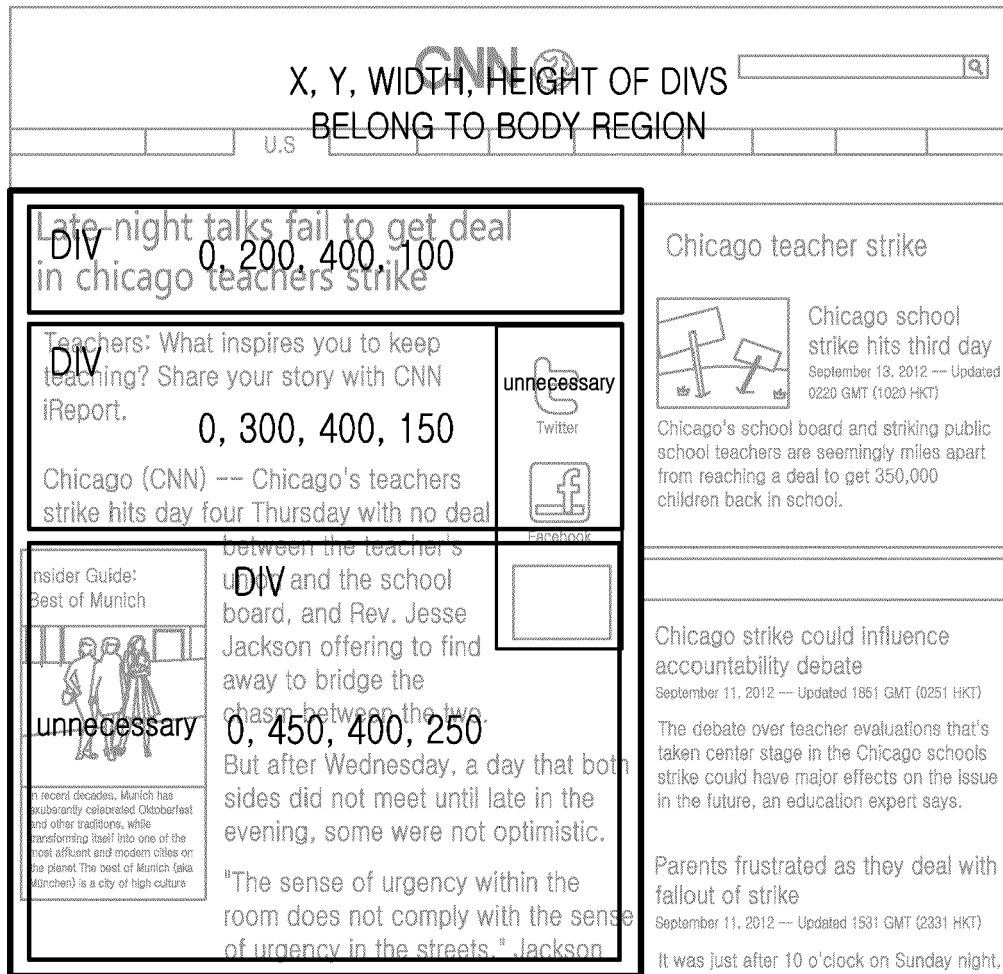 CNN
X, Y, WIDTH, HEIGHT OF DIVS
BELONG TO BODY REGION
U.S
Late-night talks fail to get deal
in chicago teachers strike
DIV
0, 200, 400, 100
Teachers: What inspires you to keep
teaching? Share your story with CNN
iReport.
DIV
0, 300, 400, 150
Chicago (CNN) -- Chicago's teachers
strike hits day four Thursday with no deal
between the teacher's
union and the school
board, and Rev. Jesse
Jackson offering to find
away to bridge the
chasm between the two.
DIV
0, 450, 400, 250
But after Wednesday, a day that both
sides did not meet until late in the
evening, some were not optimistic.
"The sense of urgency within the
room does not comply with the sense
of urgency in the streets." Jackson
unnecessary
Twitter
Facebook
nsider Guide:
Best of Munich
unnecessary
In recent decades, Munich has
exuberantly celebrated Oktoberfest
and other traditions, while
transforming itself into one of the
most affluent and modern cities on
the planet The best of Munich (aka
München) is a city of high culture
Chicago teacher strike
Chicago school
strike hits third day
September 13, 2012 -- Updated
0220 GMT (1020 HKT)
Chicago's school board and striking public
school teachers are seemingly miles apart
from reaching a deal to get 350,000
children back in school.
Chicago strike could influence
accountability debate
September 11, 2012 -- Updated 1851 GMT (0251 HKT)
The debate over teacher evaluations that's
taken center stage in the Chicago schools
strike could have major effects on the issue
in the future, an education expert says.
Parents frustrated as they deal with
fallout of strike
September 11, 2012 -- Updated 1531 GMT (2331 HKT)
It was just after 10 o'clock on Sunday night,